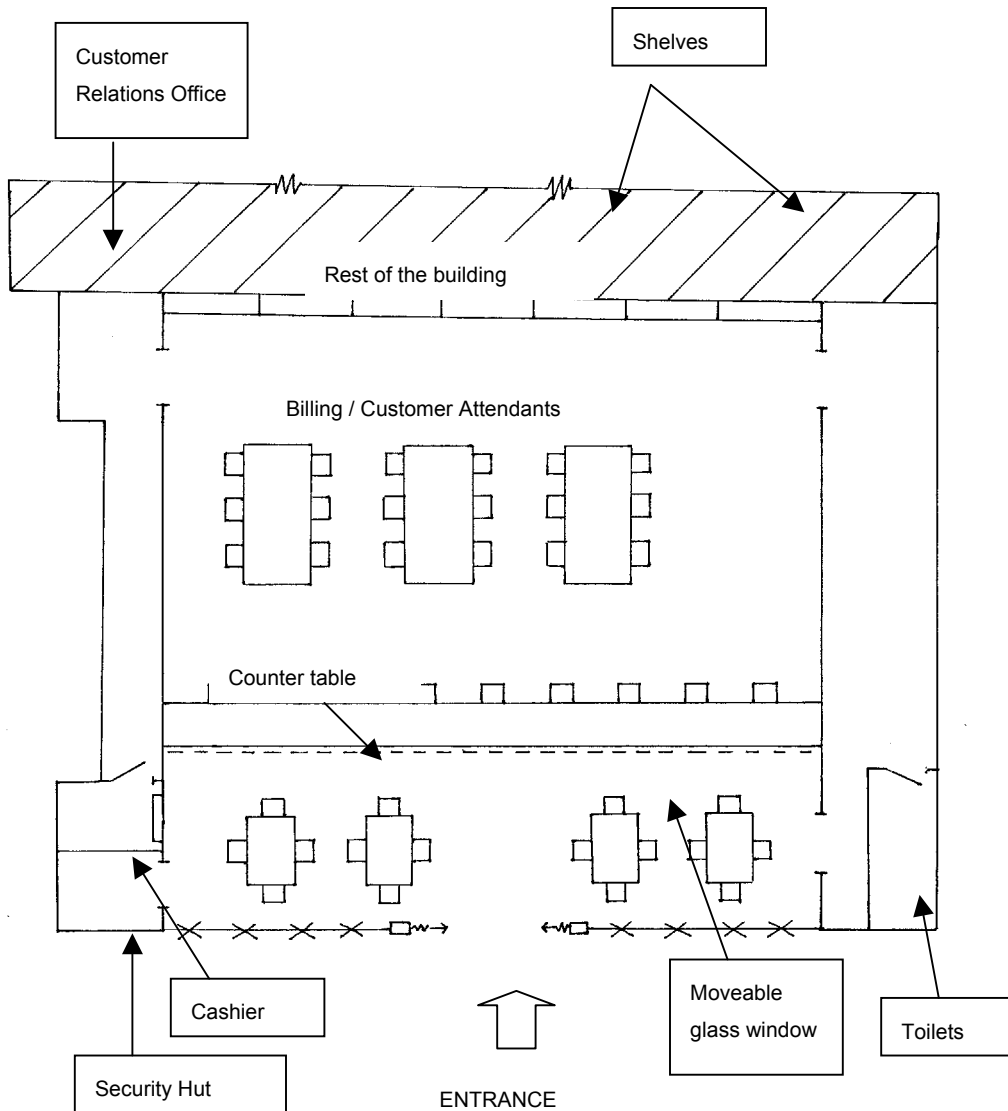 Customer
Relations Office
Shelves
Rest of the building
Billing / Customer Attendants
Counter table
Cashier
Moveable
glass window
Toilets
Security Hut
ENTRANCE